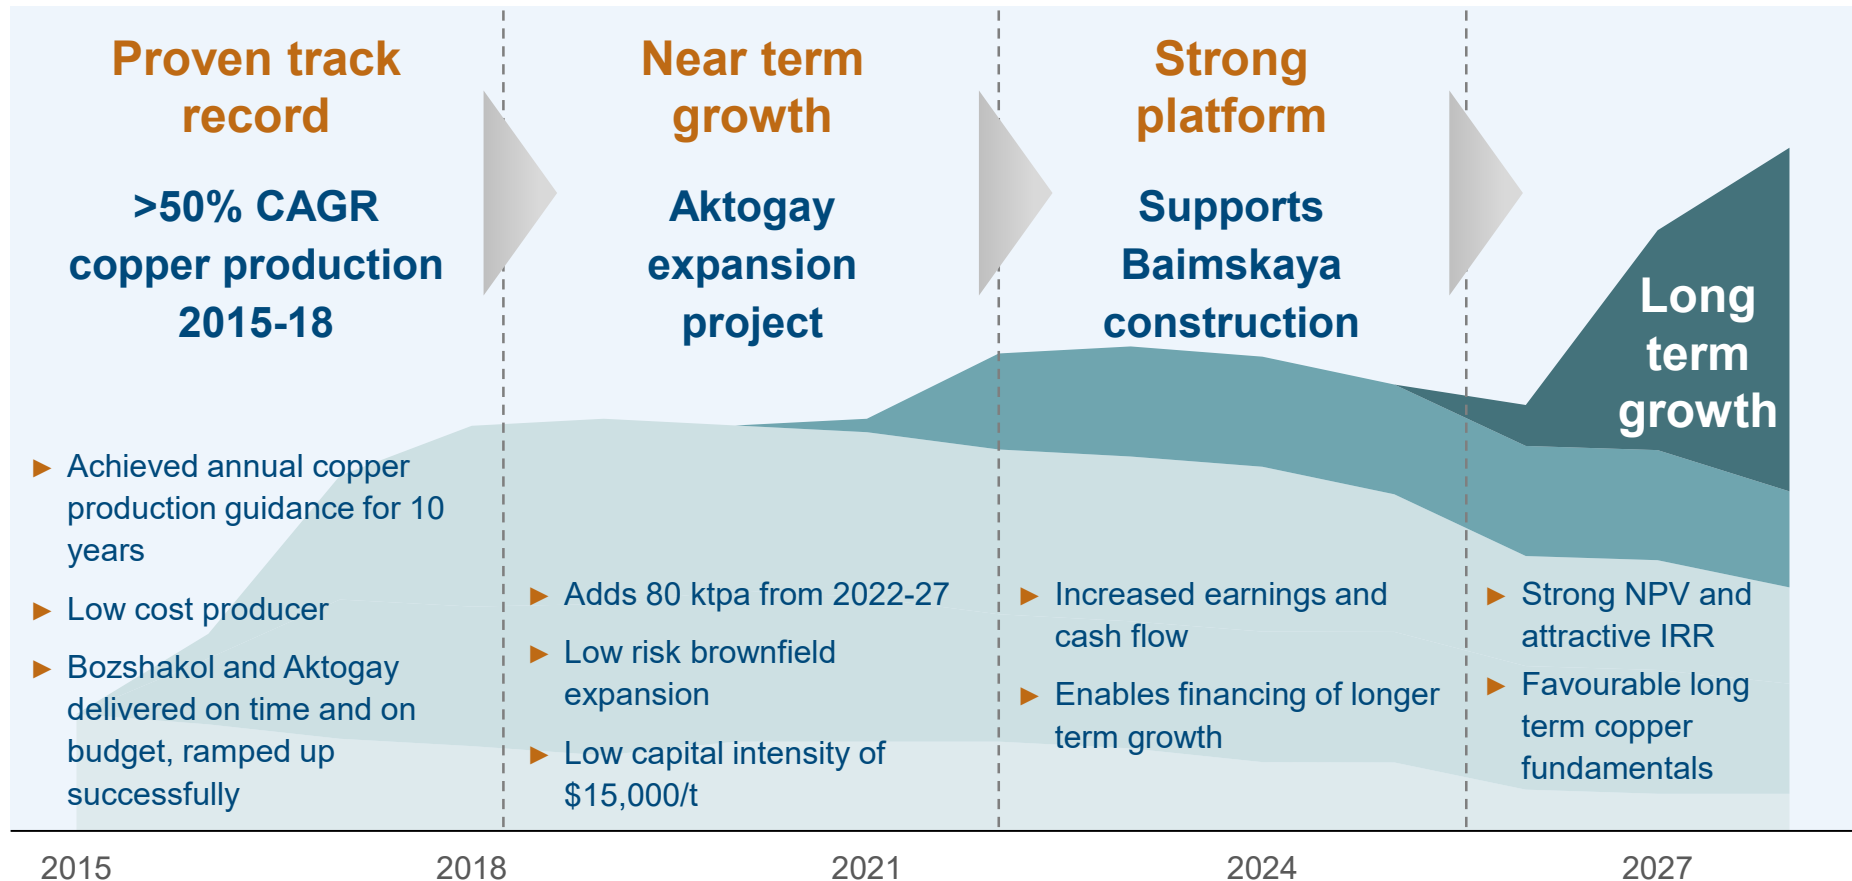 Proven track
record
>50% CAGR
copper production
2015-18
► Achieved annual copper
production guidance for 10
years
► Low cost producer
► Bozshakol and Aktogay
delivered on time and on
budget, ramped up
successfully
Near term
growth
Aktogay
expansion
project
► Adds 80 ktpa from 2022-27
► Low risk brownfield
expansion
► Low capital intensity of
$15,000/t
Strong
platform
Supports
Baimskaya
construction
► Increased earnings and
cash flow
► Enables financing of longer
term growth
Long
term
growth
► Strong NPV and
attractive IRR
► Favourable long
term copper
fundamentals
2015
2018
2021
2024
2027